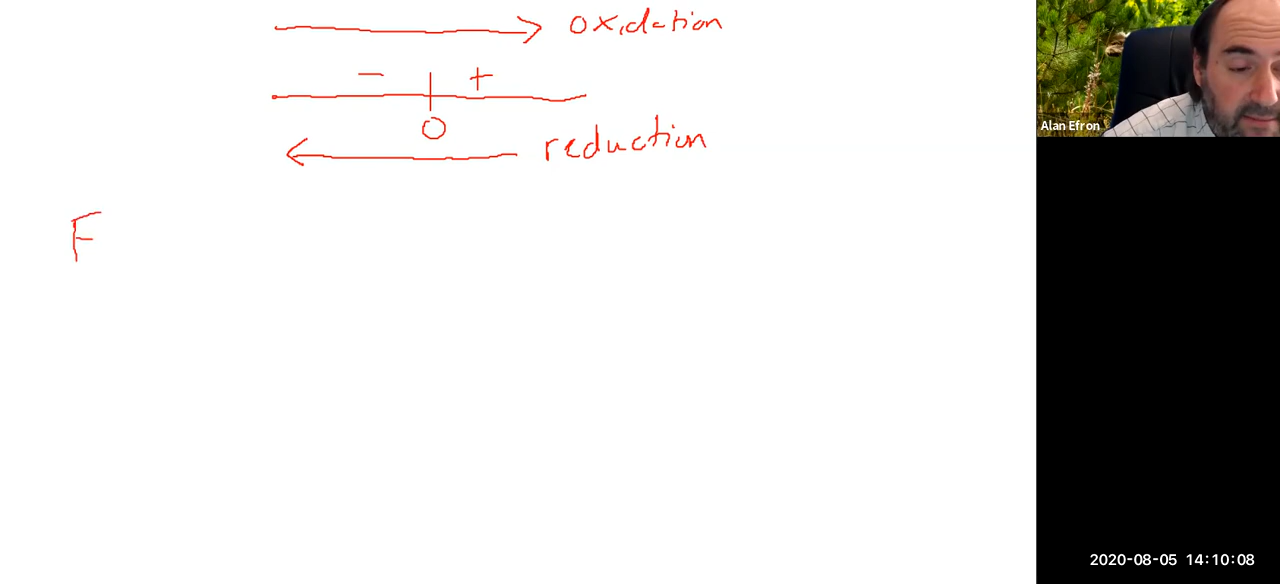 oxidation
- +
0
reduction
F
Alan Efron
2020-08-05 14:10:08